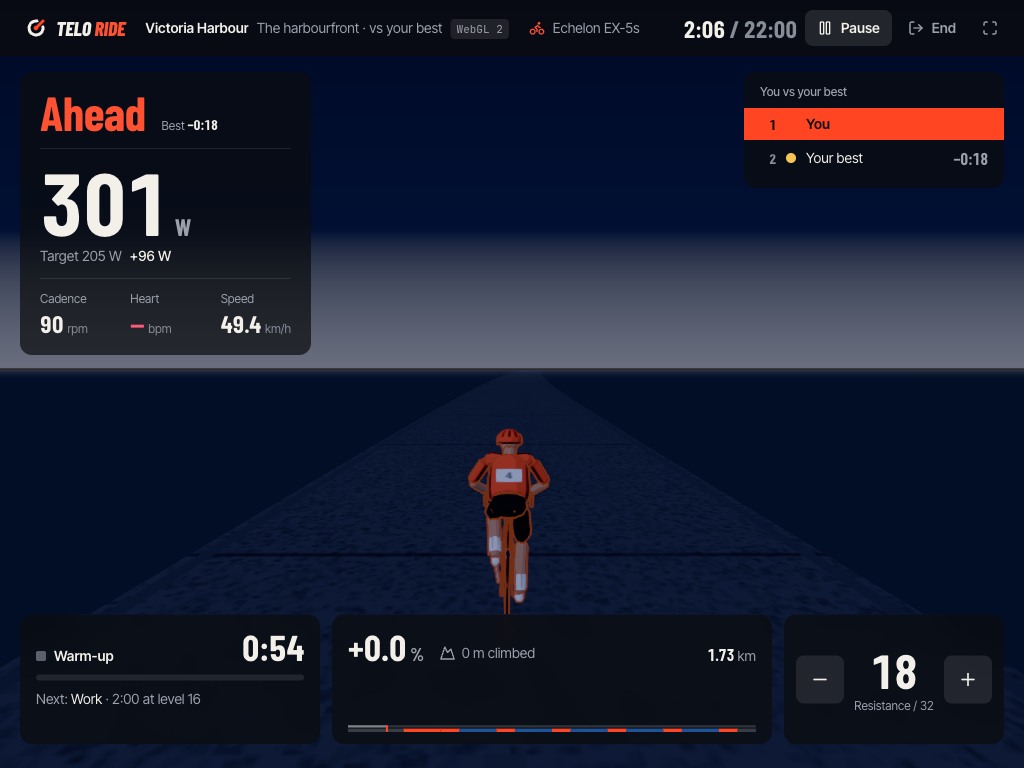 TELO RIDE Victoria Harbour The harbourfront · vs your best WebGL 2 Echelon EX-5s 2:06 / 22:00 Pause End
Ahead Best −0:18
301 W
Target 205 W +96 W
Cadence Heart Speed
90 rpm — bpm 49.4 km/h
You vs your best
1 You
2 Your best −0:18
4
Warm-up 0:54
Next: Work · 2:00 at level 16
+0.0 % 0 m climbed 1.73 km
− 18 +
Resistance / 32